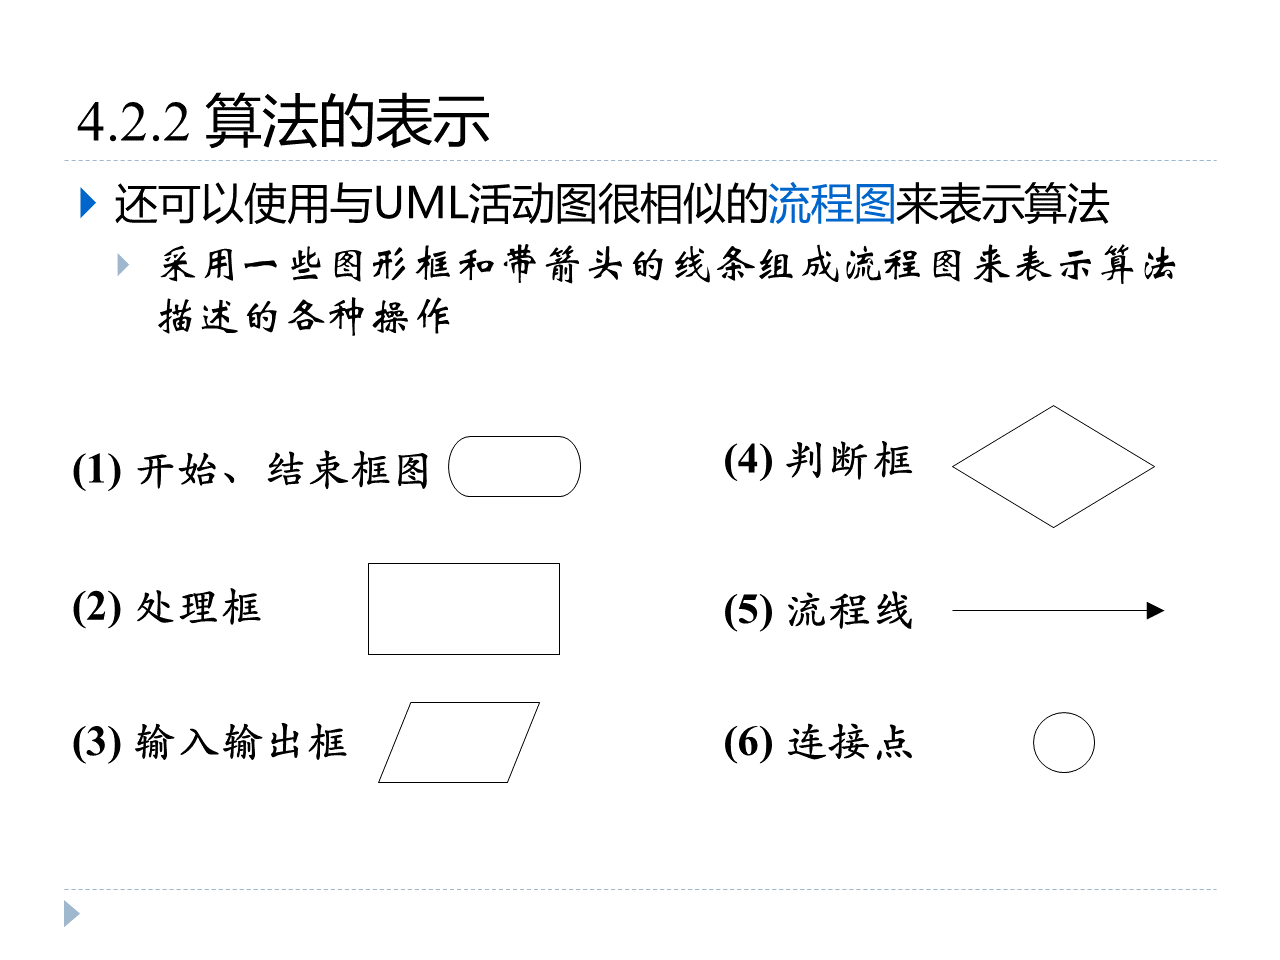 4.2.2 算法的表示
还可以使用与UML活动图很相似的流程图来表示算法
采用一些图形框和带箭头的线条组成流程图来表示算法
描述的各种操作
(1) 开始、结束框图
(2) 处理框
(3) 输入输出框
(4) 判断框
(5) 流程线
(6) 连接点